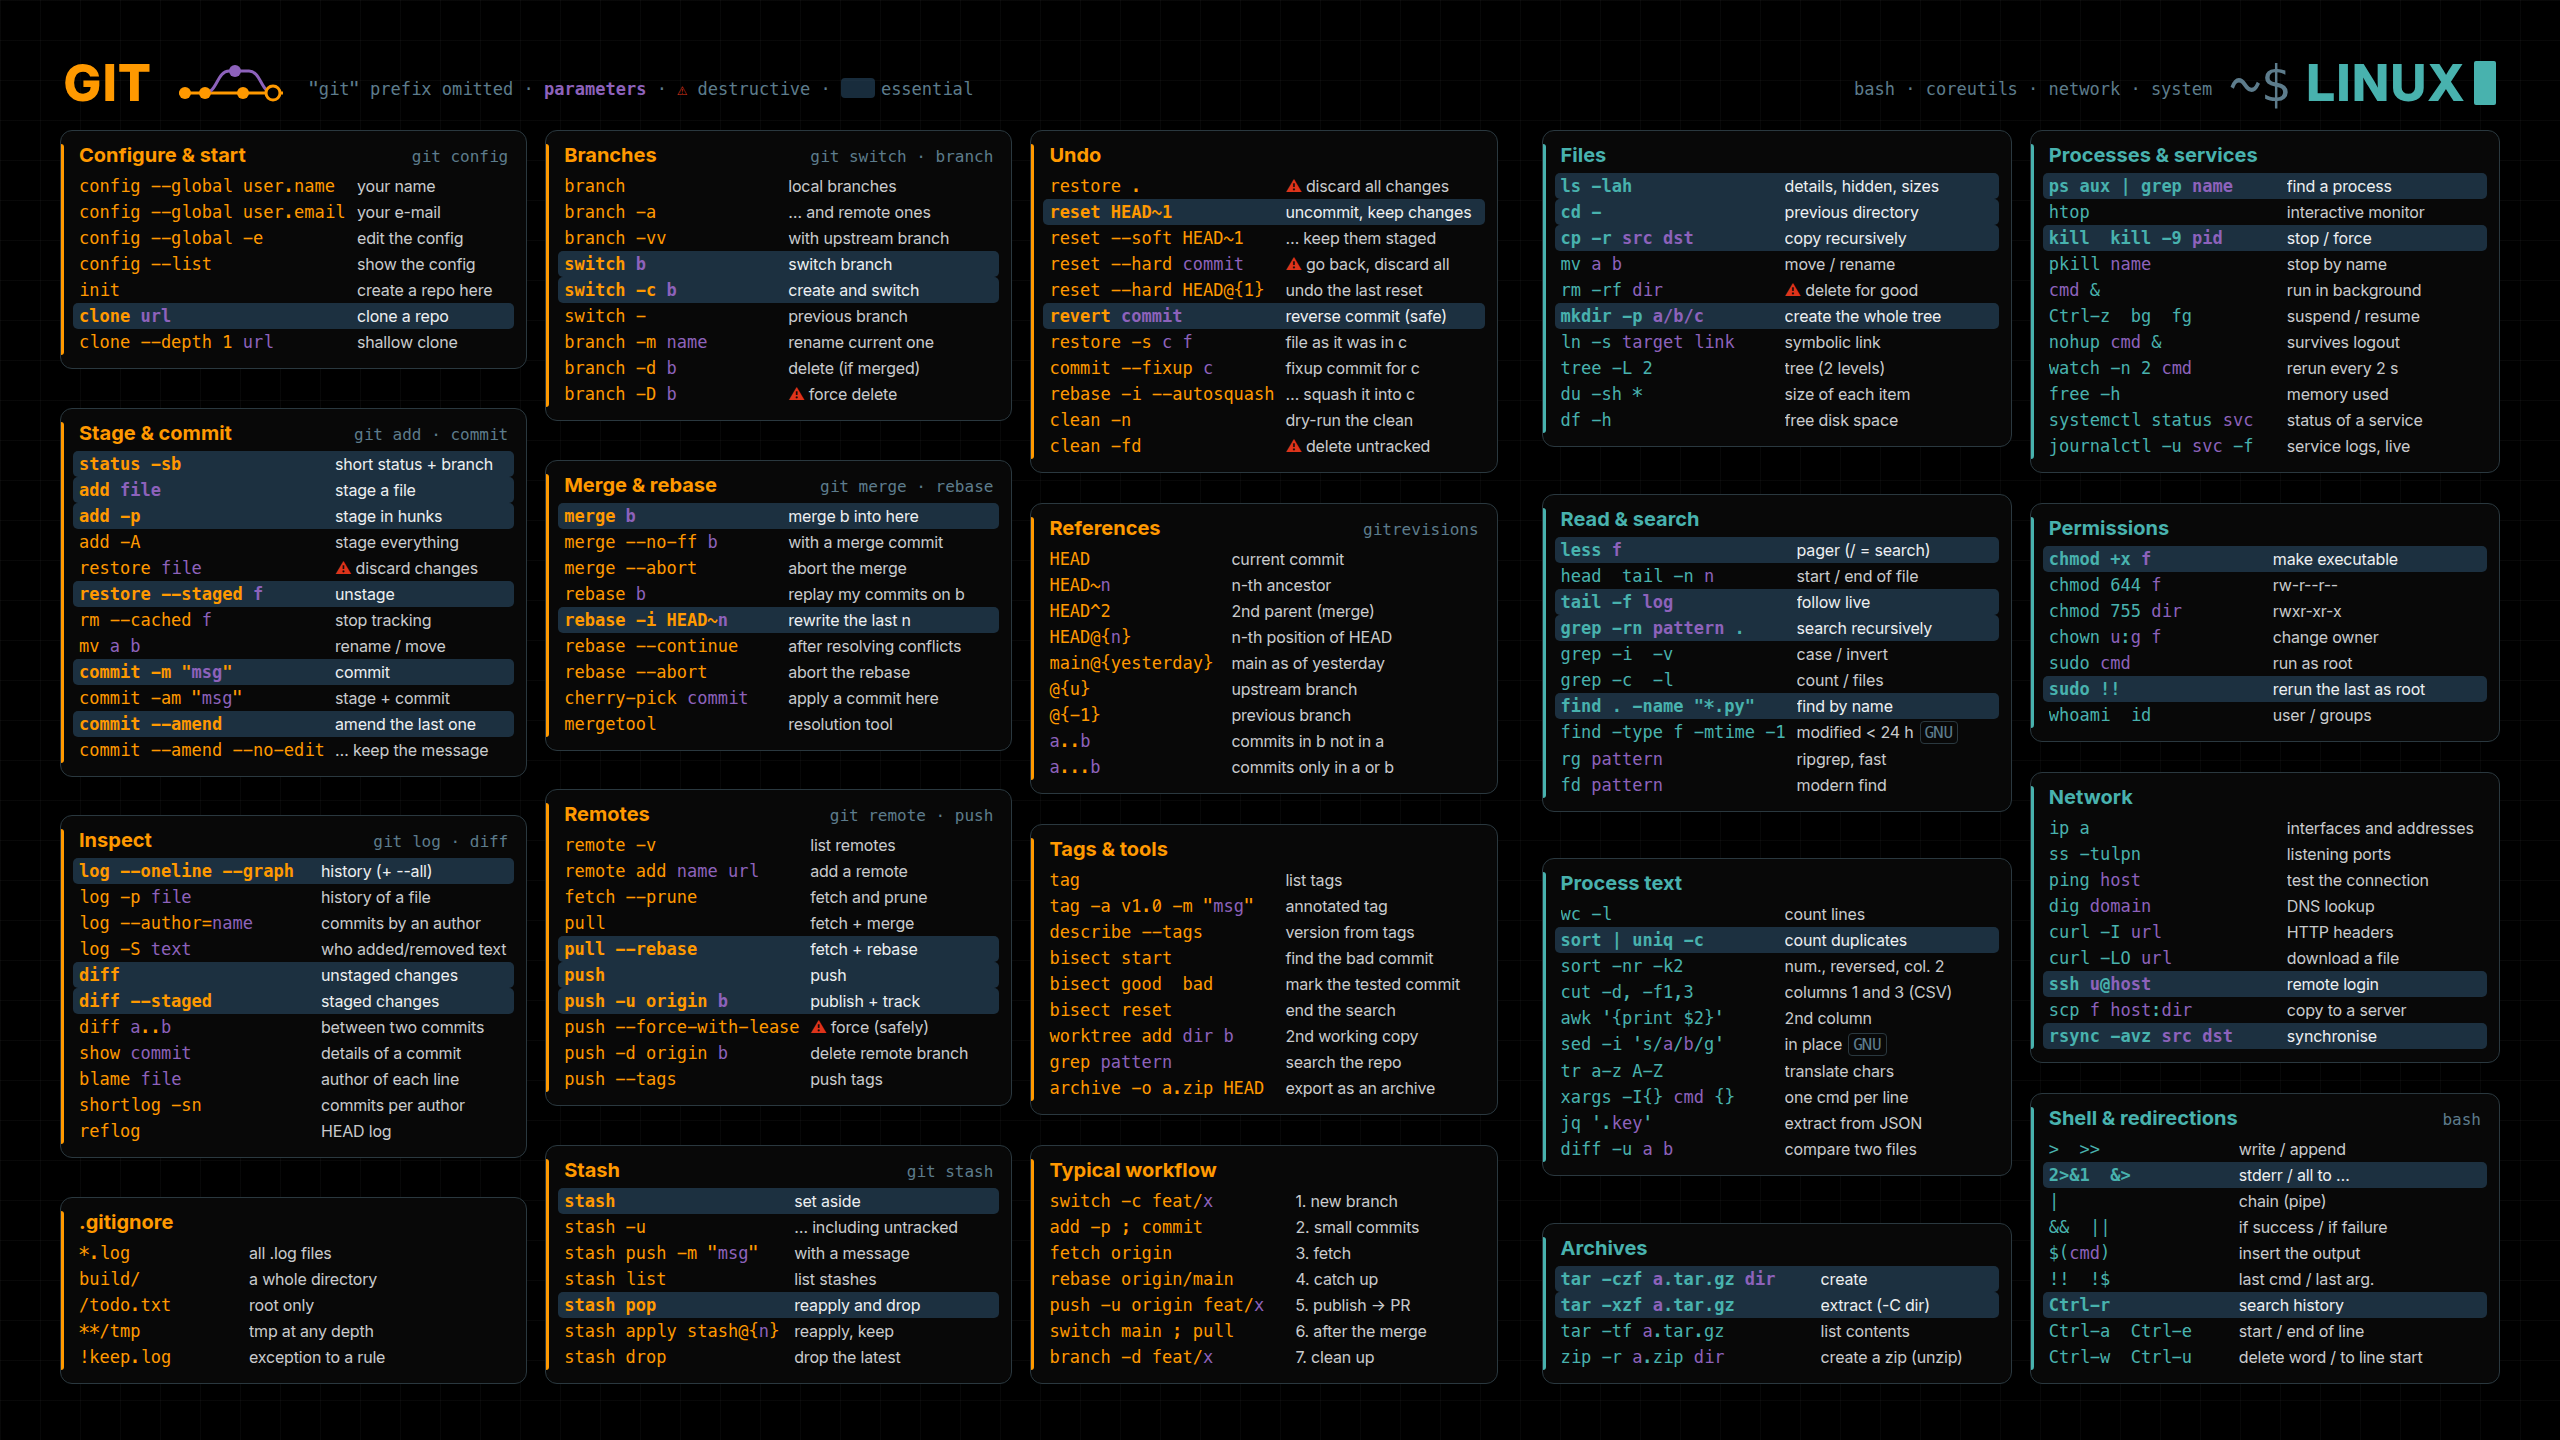 GIT "git" prefix omitted · parameters · ⚠ destructive · essential
bash · coreutils · network · system ~$ LINUX
Configure & start git config
config --global user.name your name
config --global user.email your e-mail
config --global -e edit the config
config --list show the config
init create a repo here
clone url clone a repo
clone --depth 1 url shallow clone
Stage & commit git add · commit
status -sb short status + branch
add file stage a file
add -p stage in hunks
add -A stage everything
restore file ⚠ discard changes
restore --staged f unstage
rm --cached f stop tracking
mv a b rename / move
commit -m "msg" commit
commit -am "msg" stage + commit
commit --amend amend the last one
commit --amend --no-edit ... keep the message
Inspect git log · diff
log --oneline --graph history (+ --all)
log -p file history of a file
log --author=name commits by an author
log -S text who added/removed text
diff unstaged changes
diff --staged staged changes
diff a..b between two commits
show commit details of a commit
blame file author of each line
shortlog -sn commits per author
reflog HEAD log
.gitignore
*.log all .log files
build/ a whole directory
/todo.txt root only
**/tmp tmp at any depth
!keep.log exception to a rule
Branches git switch · branch
branch local branches
branch -a ... and remote ones
branch -vv with upstream branch
switch b switch branch
switch -c b create and switch
switch - previous branch
branch -m name rename current one
branch -d b delete (if merged)
branch -D b ⚠ force delete
Merge & rebase git merge · rebase
merge b merge b into here
merge --no-ff b with a merge commit
merge --abort abort the merge
rebase b replay my commits on b
rebase -i HEAD~n rewrite the last n
rebase --continue after resolving conflicts
rebase --abort abort the rebase
cherry-pick commit apply a commit here
mergetool resolution tool
Remotes git remote · push
remote -v list remotes
remote add name url add a remote
fetch --prune fetch and prune
pull fetch + merge
pull --rebase fetch + rebase
push push
push -u origin b publish + track
push --force-with-lease ⚠ force (safely)
push -d origin b delete remote branch
push --tags push tags
Stash git stash
stash set aside
stash -u ... including untracked
stash push -m "msg" with a message
stash list list stashes
stash pop reapply and drop
stash apply stash@{n} reapply, keep
stash drop drop the latest
Undo
restore . ⚠ discard all changes
reset HEAD~1 uncommit, keep changes
reset --soft HEAD~1 ... keep them staged
reset --hard commit ⚠ go back, discard all
reset --hard HEAD@{1} undo the last reset
revert commit reverse commit (safe)
restore -s c f file as it was in c
commit --fixup c fixup commit for c
rebase -i --autosquash ... squash it into c
clean -n dry-run the clean
clean -fd ⚠ delete untracked
References gitrevisions
HEAD current commit
HEAD~n n-th ancestor
HEAD^2 2nd parent (merge)
HEAD@{n} n-th position of HEAD
main@{yesterday} main as of yesterday
@{u} upstream branch
@{-1} previous branch
a..b commits in b not in a
a...b commits only in a or b
Tags & tools
tag list tags
tag -a v1.0 -m "msg" annotated tag
describe --tags version from tags
bisect start find the bad commit
bisect good bad mark the tested commit
bisect reset end the search
worktree add dir b 2nd working copy
grep pattern search the repo
archive -o a.zip HEAD export as an archive
Typical workflow
switch -c feat/x 1. new branch
add -p ; commit 2. small commits
fetch origin 3. fetch
rebase origin/main 4. catch up
push -u origin feat/x 5. publish → PR
switch main ; pull 6. after the merge
branch -d feat/x 7. clean up
Files
ls -lah details, hidden, sizes
cd - previous directory
cp -r src dst copy recursively
mv a b move / rename
rm -rf dir ⚠ delete for good
mkdir -p a/b/c create the whole tree
ln -s target link symbolic link
tree -L 2 tree (2 levels)
du -sh * size of each item
df -h free disk space
Read & search
less f pager (/ = search)
head tail -n n start / end of file
tail -f log follow live
grep -rn pattern . search recursively
grep -i -v case / invert
grep -c -l count / files
find . -name "*.py" find by name
find -type f -mtime -1 modified < 24 h GNU
rg pattern ripgrep, fast
fd pattern modern find
Process text
wc -l count lines
sort | uniq -c count duplicates
sort -nr -k2 num., reversed, col. 2
cut -d, -f1,3 columns 1 and 3 (CSV)
awk '{print $2}' 2nd column
sed -i 's/a/b/g' in place GNU
tr a-z A-Z translate chars
xargs -I{} cmd {} one cmd per line
jq '.key' extract from JSON
diff -u a b compare two files
Archives
tar -czf a.tar.gz dir create
tar -xzf a.tar.gz extract (-C dir)
tar -tf a.tar.gz list contents
zip -r a.zip dir create a zip (unzip)
Processes & services
ps aux | grep name find a process
htop interactive monitor
kill kill -9 pid stop / force
pkill name stop by name
cmd & run in background
Ctrl-z bg fg suspend / resume
nohup cmd & survives logout
watch -n 2 cmd rerun every 2 s
free -h memory used
systemctl status svc status of a service
journalctl -u svc -f service logs, live
Permissions
chmod +x f make executable
chmod 644 f rw-r--r--
chmod 755 dir rwxr-xr-x
chown u:g f change owner
sudo cmd run as root
sudo !! rerun the last as root
whoami id user / groups
Network
ip a interfaces and addresses
ss -tulpn listening ports
ping host test the connection
dig domain DNS lookup
curl -I url HTTP headers
curl -LO url download a file
ssh u@host remote login
scp f host:dir copy to a server
rsync -avz src dst synchronise
Shell & redirections bash
> >> write / append
2>&1 &> stderr / all to ...
| chain (pipe)
&& || if success / if failure
$(cmd) insert the output
!! !$ last cmd / last arg.
Ctrl-r search history
Ctrl-a Ctrl-e start / end of line
Ctrl-w Ctrl-u delete word / to line start